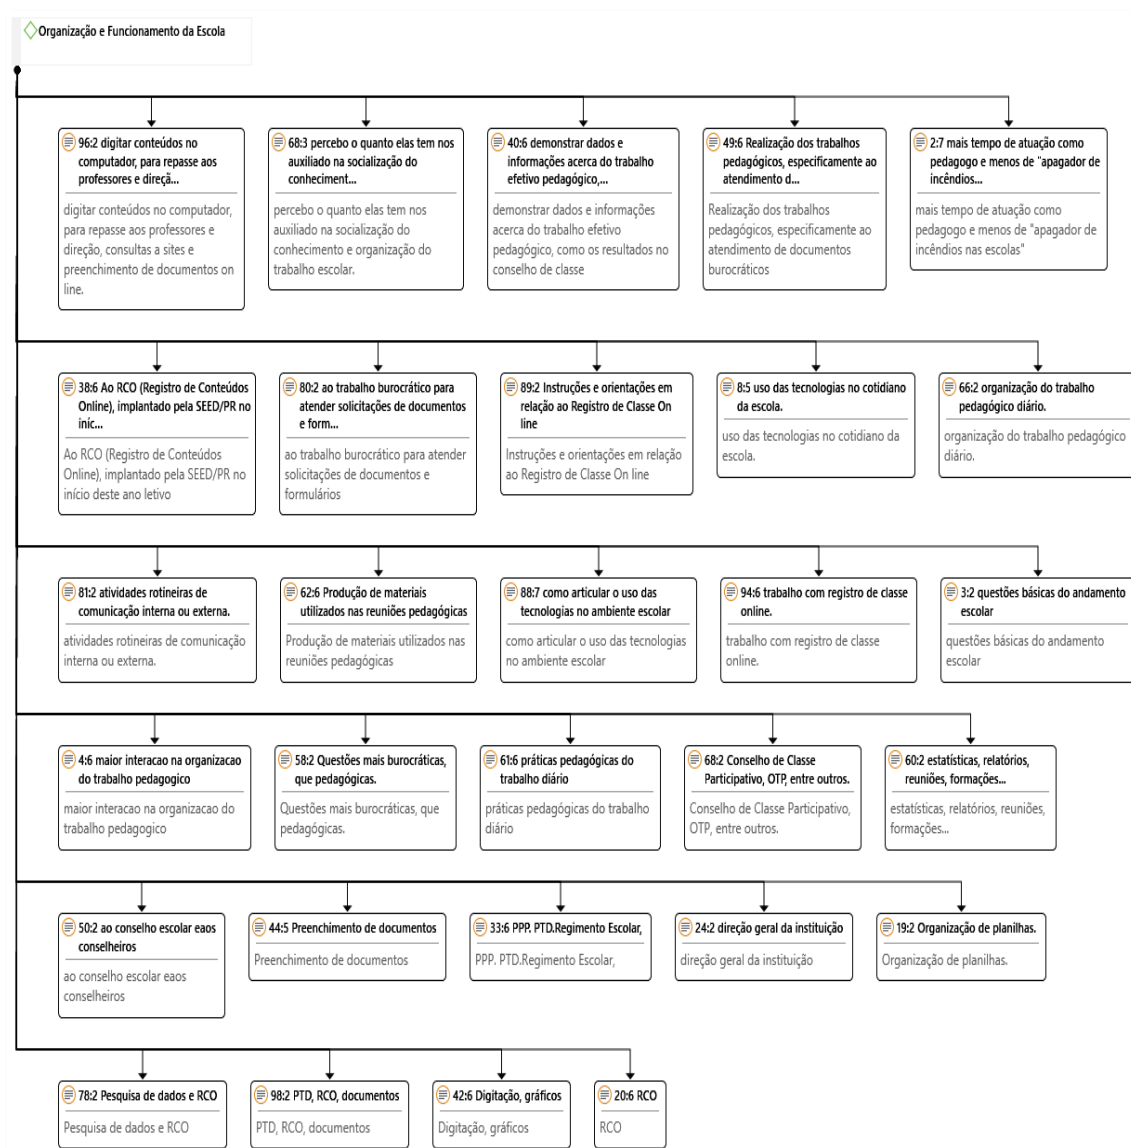 Organização e Funcionamento da Escola
96:2 digitar conteúdos no
computador, para repasse aos
professores e direçã...
digitar conteúdos no computador,
para repasse aos professores e
direção, consultas a sites e
preenchimento de documentos on
line.
68:3 percebo o quanto elas tem nos
auxiliado na socialização do
conheciment...
percebo o quanto elas tem nos
auxiliado na socialização do
conhecimento e organização do
trabalho escolar.
40:6 demonstrar dados e
informações acerca do trabalho
efetivo pedagógico,...
demonstrar dados e informações
acerca do trabalho efetivo
pedagógico, como os resultados no
conselho de classe
49:6 Realização dos trabalhos
pedagógicos, especificamente ao
atendimento d...
Realização dos trabalhos
pedagógicos, especificamente ao
atendimento de documentos
burocráticos
2:7 mais tempo de atuação como
pedagogo e menos de "apagador de
incêndios...
mais tempo de atuação como
pedagogo e menos de "apagador de
incêndios nas escolas"
38:6 Ao RCO (Registro de Conteúdos
Online), implantado pela SEED/PR no
iníc...
Ao RCO (Registro de Conteúdos
Online), implantado pela SEED/PR no
início deste ano letivo
80:2 ao trabalho burocrático para
atender solicitações de documentos
e form...
ao trabalho burocrático para atender
solicitações de documentos e
formulários
89:2 Instruções e orientações em
relação ao Registro de Classe On
line
Instruções e orientações em relação
ao Registro de Classe On line
8:5 uso das tecnologias no cotidiano
da escola.
uso das tecnologias no cotidiano da
escola.
66:2 organização do trabalho
pedagógico diário.
organização do trabalho pedagógico
diário.
81:2 atividades rotineiras de
comunicação interna ou externa.
atividades rotineiras de comunicação
interna ou externa.
62:6 Produção de materiais
utilizados nas reuniões pedagógicas
Produção de materiais utilizados nas
reuniões pedagógicas
88:7 como articular o uso das
tecnologias no ambiente escolar
como articular o uso das tecnologias
no ambiente escolar
94:6 trabalho com registro de classe
online.
trabalho com registro de classe
online.
3:2 questões básicas do andamento
escolar
questões básicas do andamento
escolar
4:6 maior interacao na organizacao
do trabalho pedagogico
maior interacao na organizacao do
trabalho pedagogico
58:2 Questões mais burocráticas,
que pedagógicas.
Questões mais burocráticas, que
pedagógicas.
61:6 práticas pedagógicas do
trabalho diário
práticas pedagógicas do trabalho
diário
68:2 Conselho de Classe
Participativo, OTP, entre outros.
Conselho de Classe Participativo,
OTP, entre outros.
60:2 estatísticas, relatórios,
reuniões, formações...
estatísticas, relatórios, reuniões,
formações...
50:2 ao conselho escolar eaos
conselheiros
ao conselho escolar eaos
conselheiros
44:5 Preenchimento de documentos
Preenchimento de documentos
33:6 PPP. PTD.Regimento Escolar,
PPP. PTD.Regimento Escolar,
24:2 direção geral da instituição
direção geral da instituição
19:2 Organização de planilhas.
Organização de planilhas.
78:2 Pesquisa de dados e RCO
Pesquisa de dados e RCO
98:2 PTD, RCO, documentos
PTD, RCO, documentos
42:6 Digitação, gráficos
Digitação, gráficos
20:6 RCO
RCO